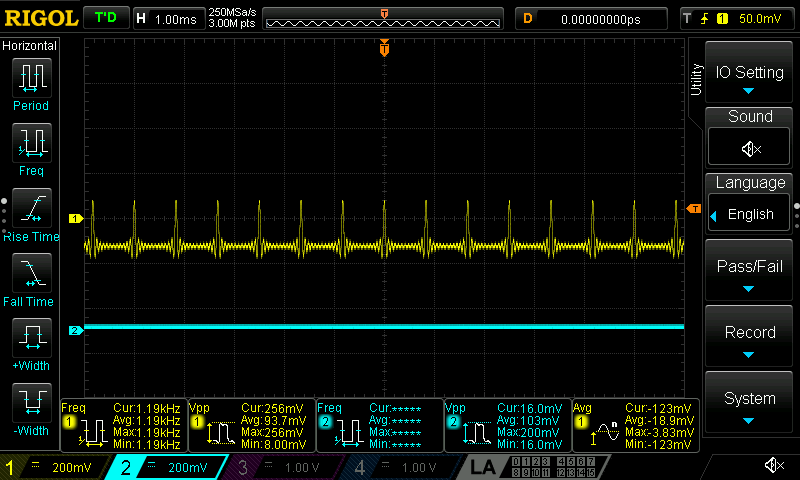 RIGOL T'D H 1.00ms 250MSa/s 3.00M pts T D 0.00000000ps T 1 50.0mV
Horizontal
Period
Freq
Rise Time
Fall Time
+Width
-Width
T
1
T
2
Utility
IO Setting
Sound
Language
English
Pass/Fail
Record
System
Freq 1 Cur:1.19kHz
Avg:1.19kHz
Max:1.19kHz
Min:1.19kHz
Vpp 1 Cur:256mV
Avg:93.7mV
Max:256mV
Min:8.00mV
Freq 2 Cur:*****
Avg:*****
Max:*****
Min:*****
Vpp 2 Cur:16.0mV
Avg:103mV
Max:200mV
Min:16.0mV
Avg 1 n Cur:-123mV
Avg:-18.9mV
Max:-3.83mV
Min:-123mV
1 200mV 2 200mV 3 1.00 V 4 1.00 V LA
0 1 2 3 4 5 6 7
8 9 10 11 12 13 14 15